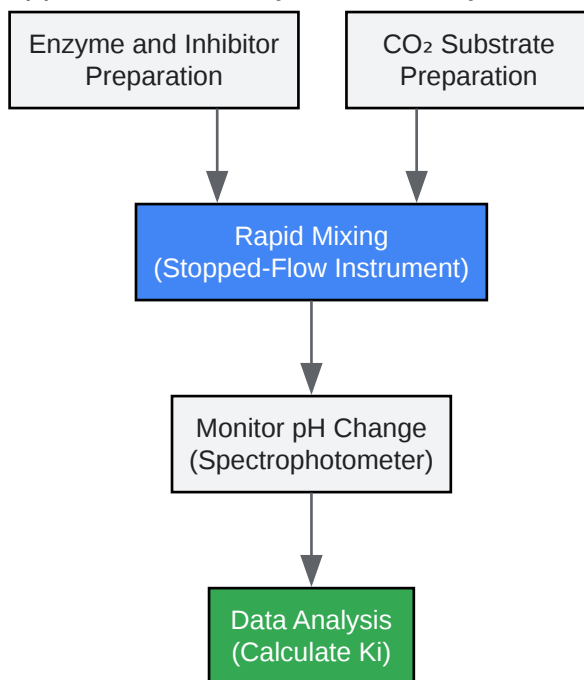 Enzyme and Inhibitor
Preparation
CO₂ Substrate
Preparation
Rapid Mixing
(Stopped-Flow Instrument)
Monitor pH Change
(Spectrophotometer)
Data Analysis
(Calculate Ki)